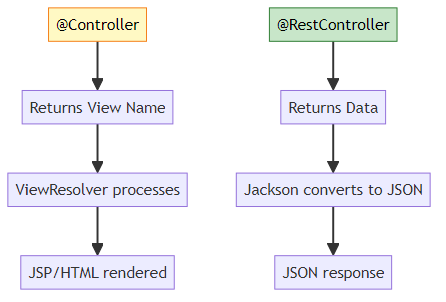 @Controller
@RestController
Returns View Name
Returns Data
ViewResolver processes
Jackson converts to JSON
JSP/HTML rendered
JSON response